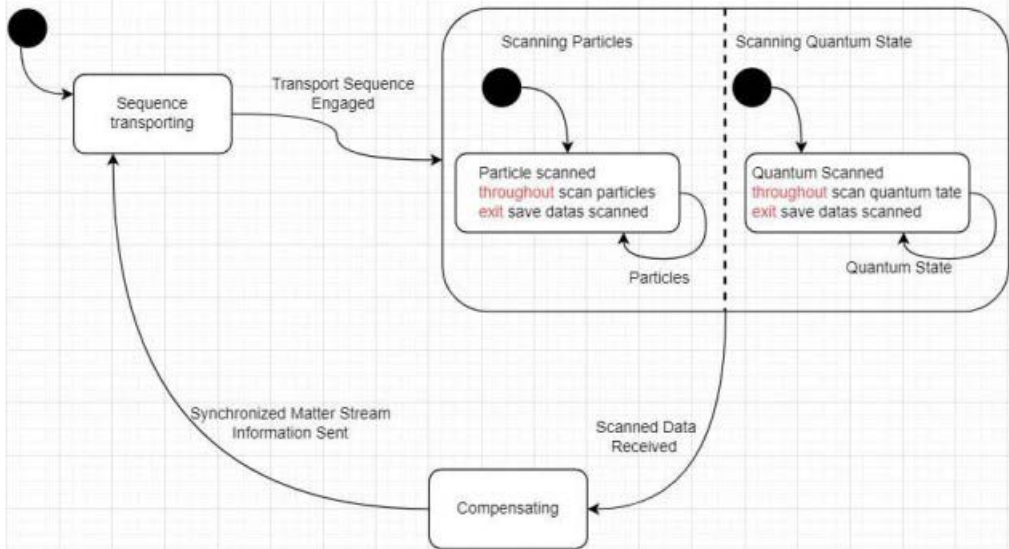 Scanning Particles
Scanning Quantum State
Sequence
transporting
Transport Sequence
Engaged
Particle scanned
throughout scan particles
exit save datas scanned
Particles
Quantum Scanned
throughout scan quantum tate
exit save datas scanned
Quantum State
Synchronized Matter Stream
Information Sent
Scanned Data
Received
Compensating